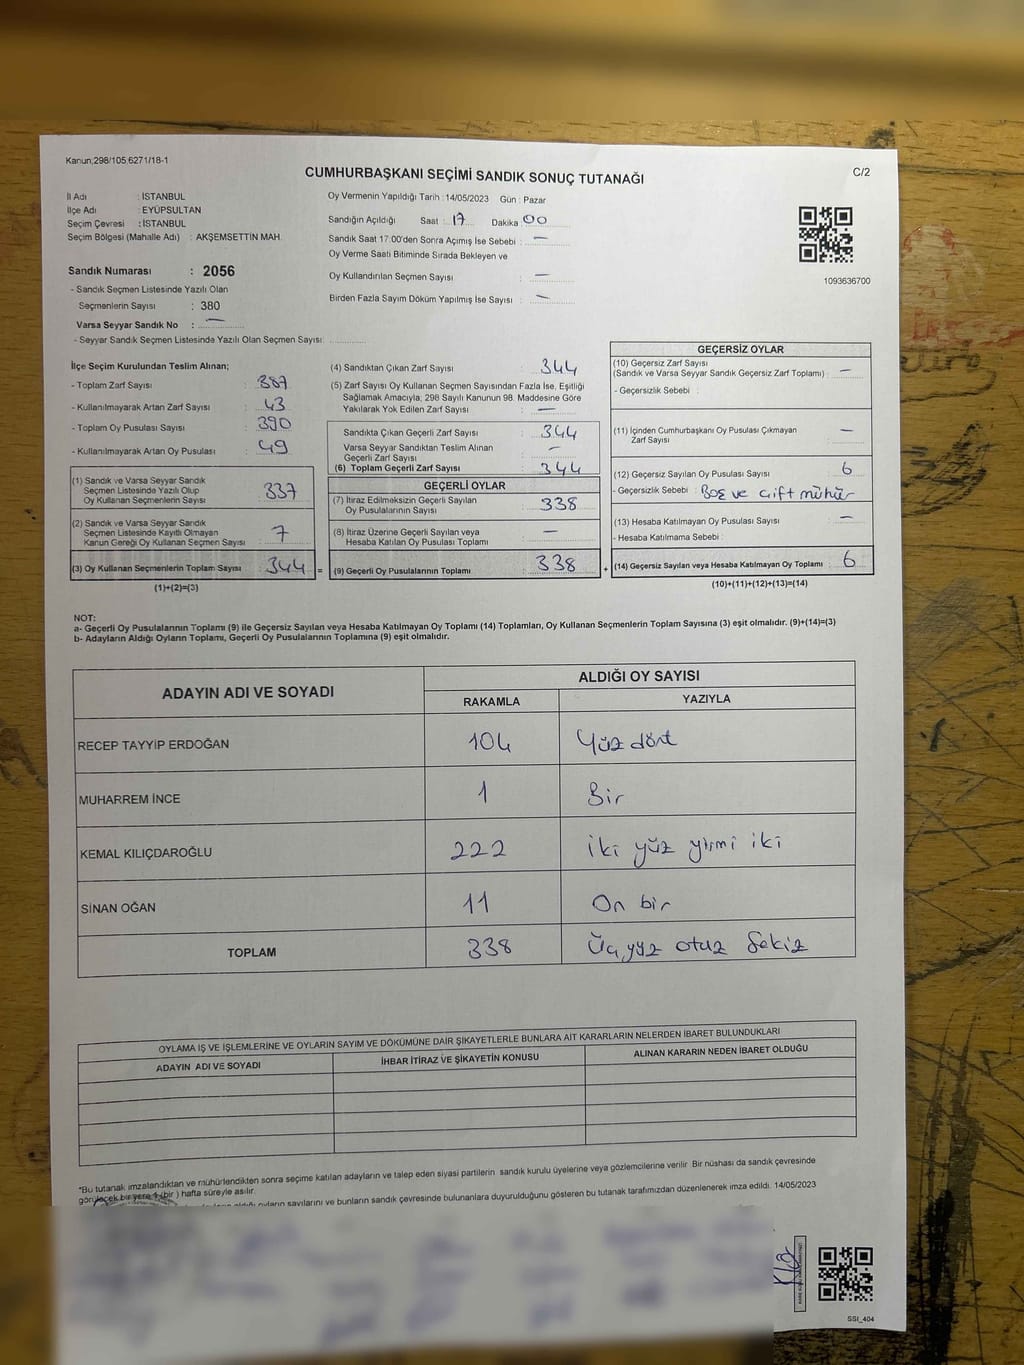 Kanun;298/105,6271/18-1
CUMHURBAŞKANI SEÇİMİ SANDIK SONUÇ TUTANAĞI
C/2
İl Adı : İSTANBUL
İlçe Adı : EYÜPSULTAN
Seçim Çevresi : İSTANBUL
Seçim Bölgesi (Mahalle Adı) : AKŞEMSETTİN MAH.
Oy Vermenin Yapıldığı Tarih : 14/05/2023 Gün : Pazar
Sandığın Açıldığı Saat : 17 Dakika : 00
Sandık Saat 17:00'den Sonra Açımış İse Sebebi : —
Oy Verme Saati Bitiminde Sırada Bekleyen ve
Oy Kullandırılan Seçmen Sayısı : —
Birden Fazla Sayım Döküm Yapılmış İse Sayısı : —
1093636700
Sandık Numarası : 2056
- Sandık Seçmen Listesinde Yazılı Olan
Seçmenlerin Sayısı : 380
Varsa Seyyar Sandık No : —
- Seyyar Sandık Seçmen Listesinde Yazılı Olan Seçmen Sayısı:
İlçe Seçim Kurulundan Teslim Alınan;
- Toplam Zarf Sayısı : 387
- Kullanılmayarak Artan Zarf Sayısı : 43
- Toplam Oy Pusulası Sayısı : 390
- Kullanılmayarak Artan Oy Pusulası : 49
(1) Sandık ve Varsa Seyyar Sandık
Seçmen Listesinde Yazılı Olup
Oy Kullanan Seçmenlerin Sayısı : 337
(2) Sandık ve Varsa Seyyar Sandık
Seçmen Listesinde Kayıtlı Olmayan
Kanun Gereği Oy Kullanan Seçmen Sayısı : 7
(3) Oy Kullanan Seçmenlerin Toplam Sayısı : 344 =
(1)+(2)=(3)
(4) Sandıktan Çıkan Zarf Sayısı : 344
(5) Zarf Sayısı Oy Kullanan Seçmen Sayısından Fazla İse, Eşitliği
Sağlamak Amacıyla; 298 Sayılı Kanunun 98. Maddesine Göre
Yakılarak Yok Edilen Zarf Sayısı : —
Sandıkta Çıkan Geçerli Zarf Sayısı : 344
Varsa Seyyar Sandıktan Teslim Alınan
Geçerli Zarf Sayısı : —
(6) Toplam Geçerli Zarf Sayısı : 344
GEÇERLİ OYLAR
(7) İtiraz Edilmeksizin Geçerli Sayılan
Oy Pusulalarının Sayısı : 338
(8) İtiraz Üzerine Geçerli Sayılan veya
Hesaba Katılan Oy Pusulası Toplamı : —
(9) Geçerli Oy Pusulalarının Toplamı : 338 +
GEÇERSİZ OYLAR
(10) Geçersiz Zarf Sayısı
(Sandık ve Varsa Seyyar Sandık Geçersiz Zarf Toplamı) : —
- Geçersizlik Sebebi :
(11) İçinden Cumhurbaşkanı Oy Pusulası Çıkmayan
Zarf Sayısı : —
(12) Geçersiz Sayılan Oy Pusulası Sayısı : 6
- Geçersizlik Sebebi : Boş ve Çift mühür
(13) Hesaba Katılmayan Oy Pusulası Sayısı : —
- Hesaba Katılmama Sebebi :
(14) Geçersiz Sayılan veya Hesaba Katılmayan Oy Toplamı : 6
(10)+(11)+(12)+(13)=(14)
NOT:
a- Geçerli Oy Pusulalarının Toplamı (9) ile Geçersiz Sayılan veya Hesaba Katılmayan Oy Toplamı (14) Toplamları, Oy Kullanan Seçmenlerin Toplam Sayısına (3) eşit olmalıdır. (9)+(14)=(3)
b- Adayların Aldığı Oyların Toplamı, Geçerli Oy Pusulalarının Toplamına (9) eşit olmalıdır.
ADAYIN ADI VE SOYADI
ALDIĞI OY SAYISI
RAKAMLA YAZIYLA
RECEP TAYYİP ERDOĞAN 104 Yüz dört
MUHARREM İNCE 1 Bir
KEMAL KILIÇDAROĞLU 222 iki yüz yirmi iki
SİNAN OĞAN 11 On bir
TOPLAM 338 Üç yüz otuz Sekiz
OYLAMA İŞ VE İŞLEMLERİNE VE OYLARIN SAYIM VE DÖKÜMÜNE DAİR ŞİKAYETLERLE BUNLARA AİT KARARLARIN NELERDEN İBARET BULUNDUKLARI
ADAYIN ADI VE SOYADI İHBAR İTİRAZ VE ŞİKAYETİN KONUSU ALINAN KARARIN NEDEN İBARET OLDUĞU
*Bu tutanak imzalandıktan ve mühürlendikten sonra seçime katılan adayların ve talep eden siyasi partilerin sandık kurulu üyelerine veya gözlemcilerine verilir. Bir nüshası da sandık çevresinde
görülecek bir yere 1 (bir) hafta süreyle asılır.
oyların sayılarını ve bunların sandık çevresinde bulunanlara duyurulduğunu gösteren bu tutanak tarafımızdan düzenlenerek imza edildi. 14/05/2023
SSI_404